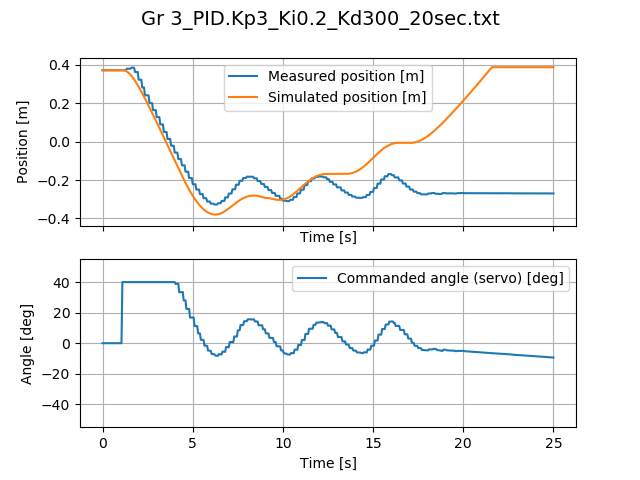 Gr 3_PID.Kp3_Ki0.2_Kd300_20sec.txt
0.4
0.2
0.0
−0.2
−0.4
Position [m]
Measured position [m]
Simulated position [m]
Time [s]
40
20
0
−20
−40
Angle [deg]
Commanded angle (servo) [deg]
0 5 10 15 20 25
Time [s]